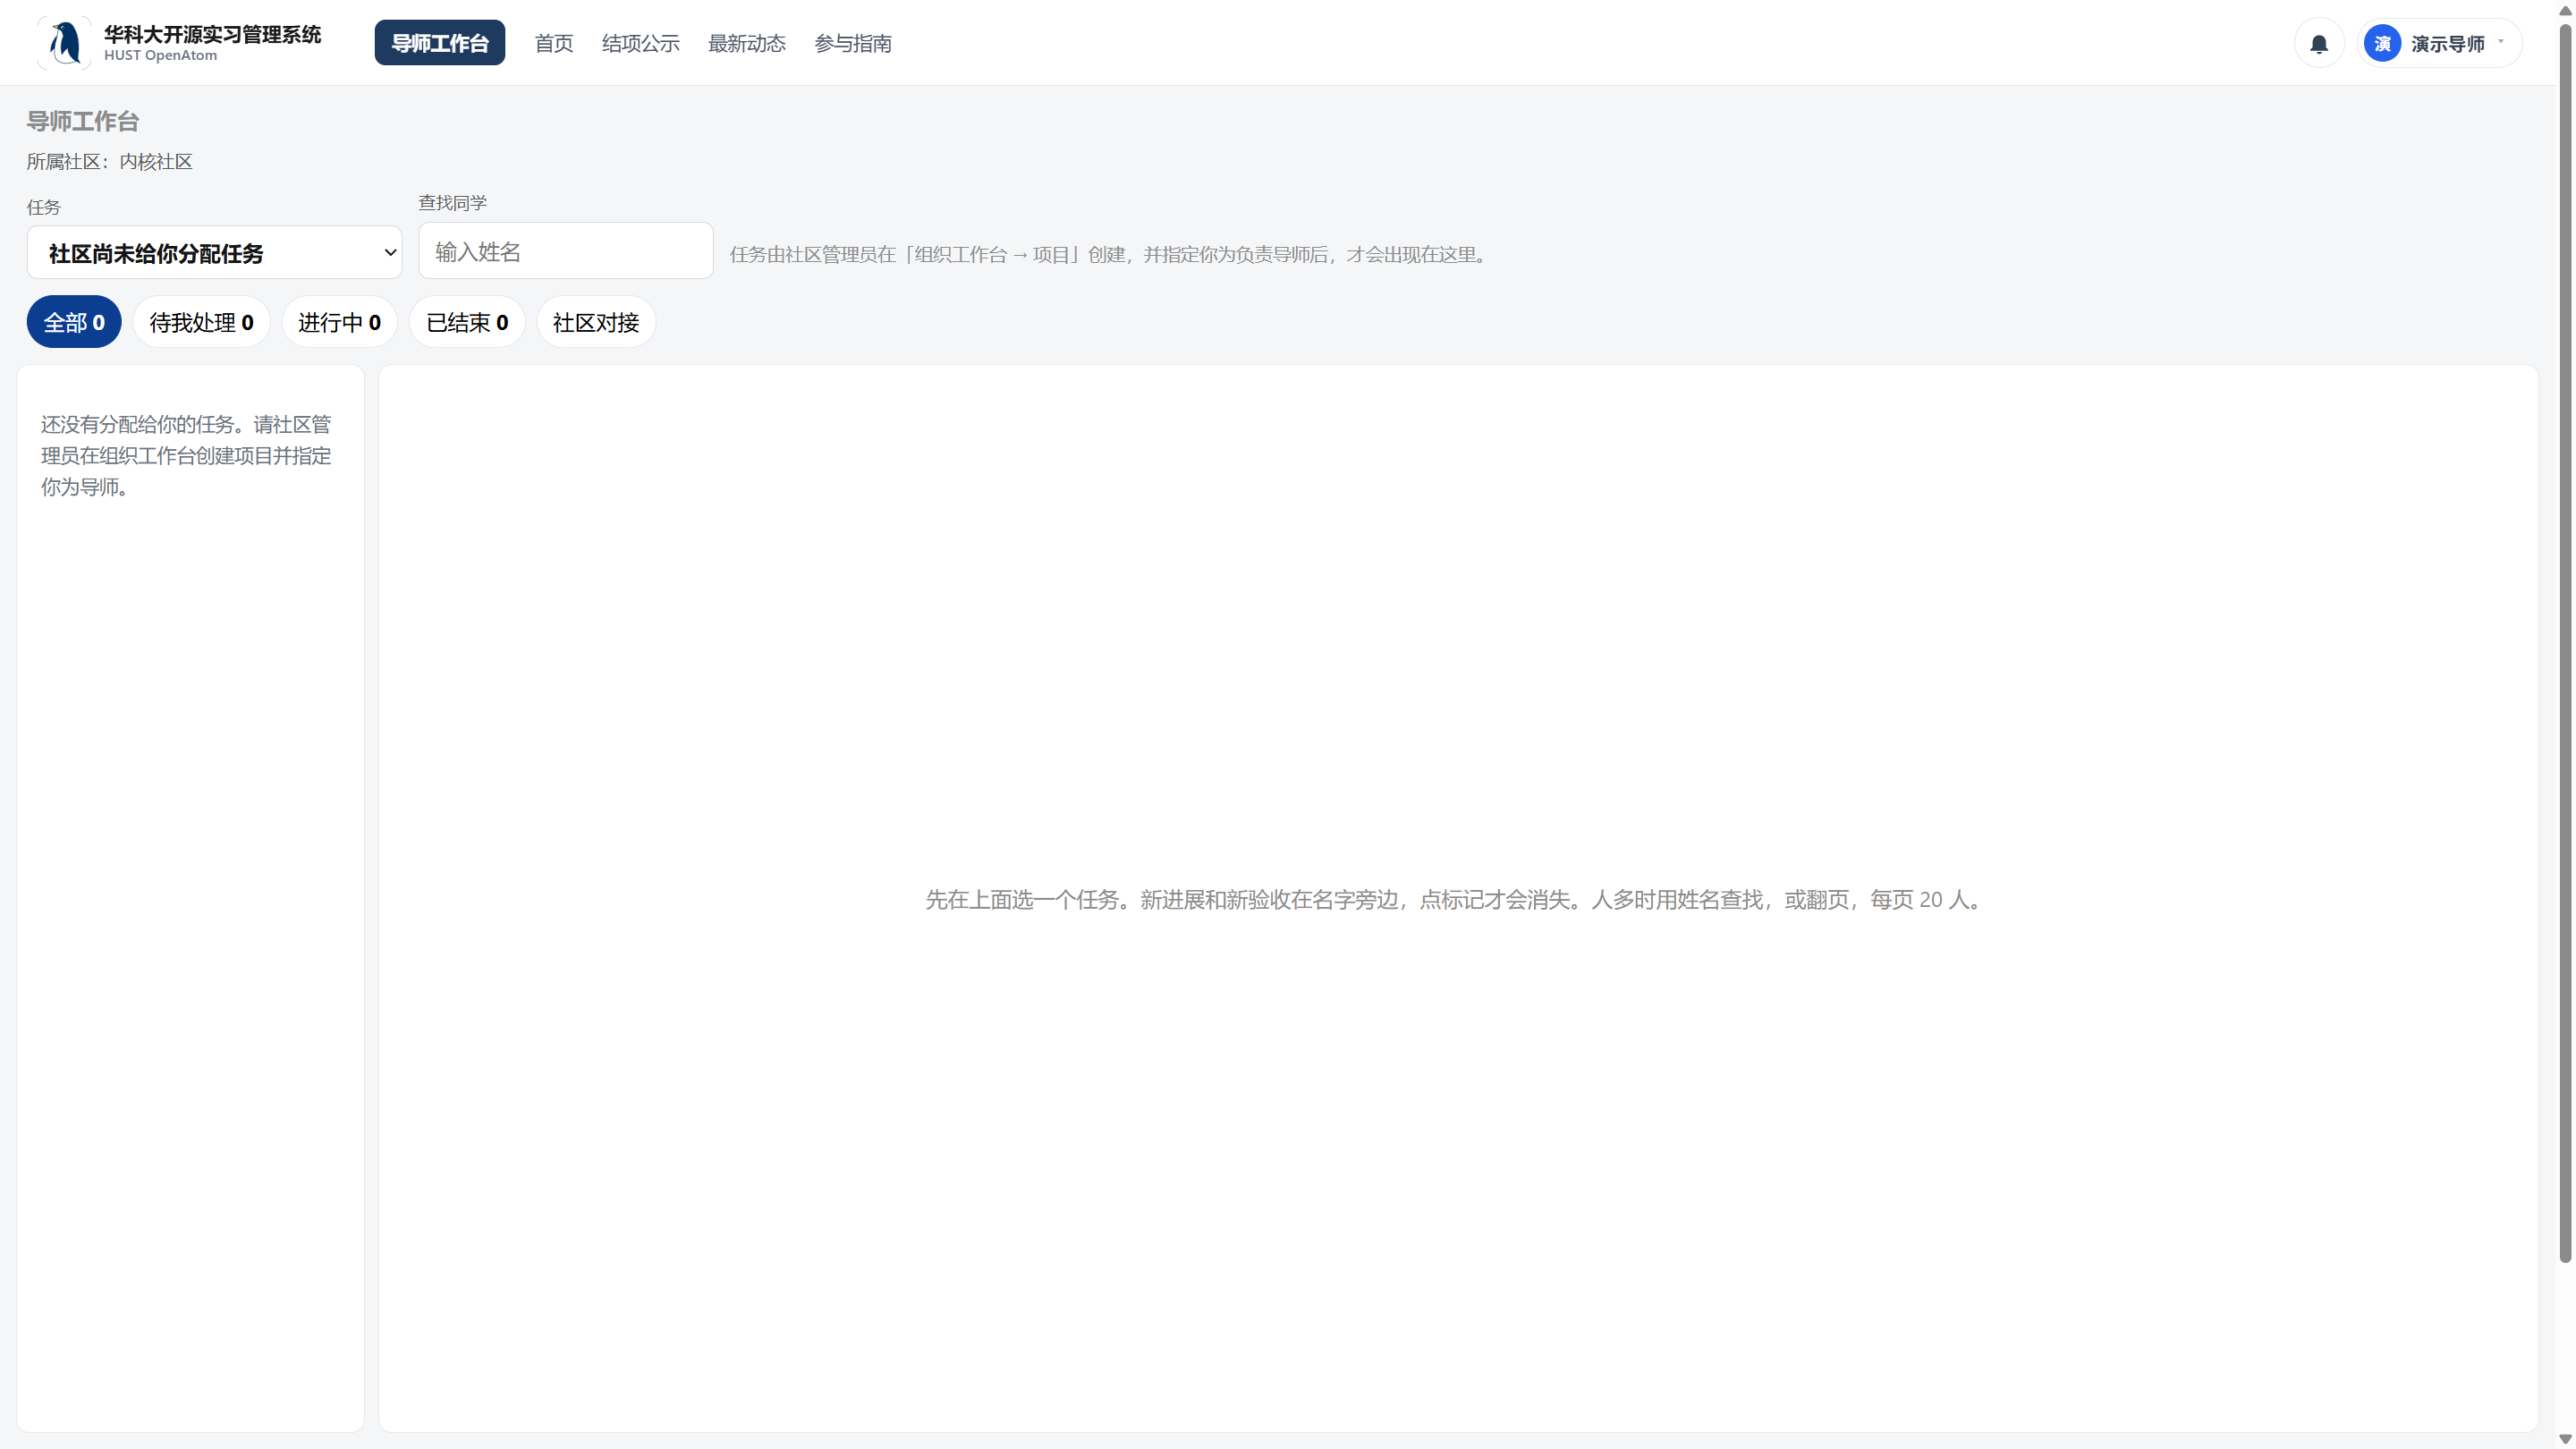 华科大开源实习管理系统
HUST OpenAtom
导师工作台
首页
结项公示
最新动态
参与指南
演
演示导师
导师工作台
所属社区：内核社区
任务
查找同学
社区尚未给你分配任务
输入姓名
任务由社区管理员在「组织工作台 → 项目」创建，并指定你为负责导师后，才会出现在这里。
全部 0
待我处理 0
进行中 0
已结束 0
社区对接
还没有分配给你的任务。请社区管
理员在组织工作台创建项目并指定
你为导师。
先在上面选一个任务。新进展和新验收在名字旁边，点标记才会消失。人多时用姓名查找，或翻页，每页 20 人。